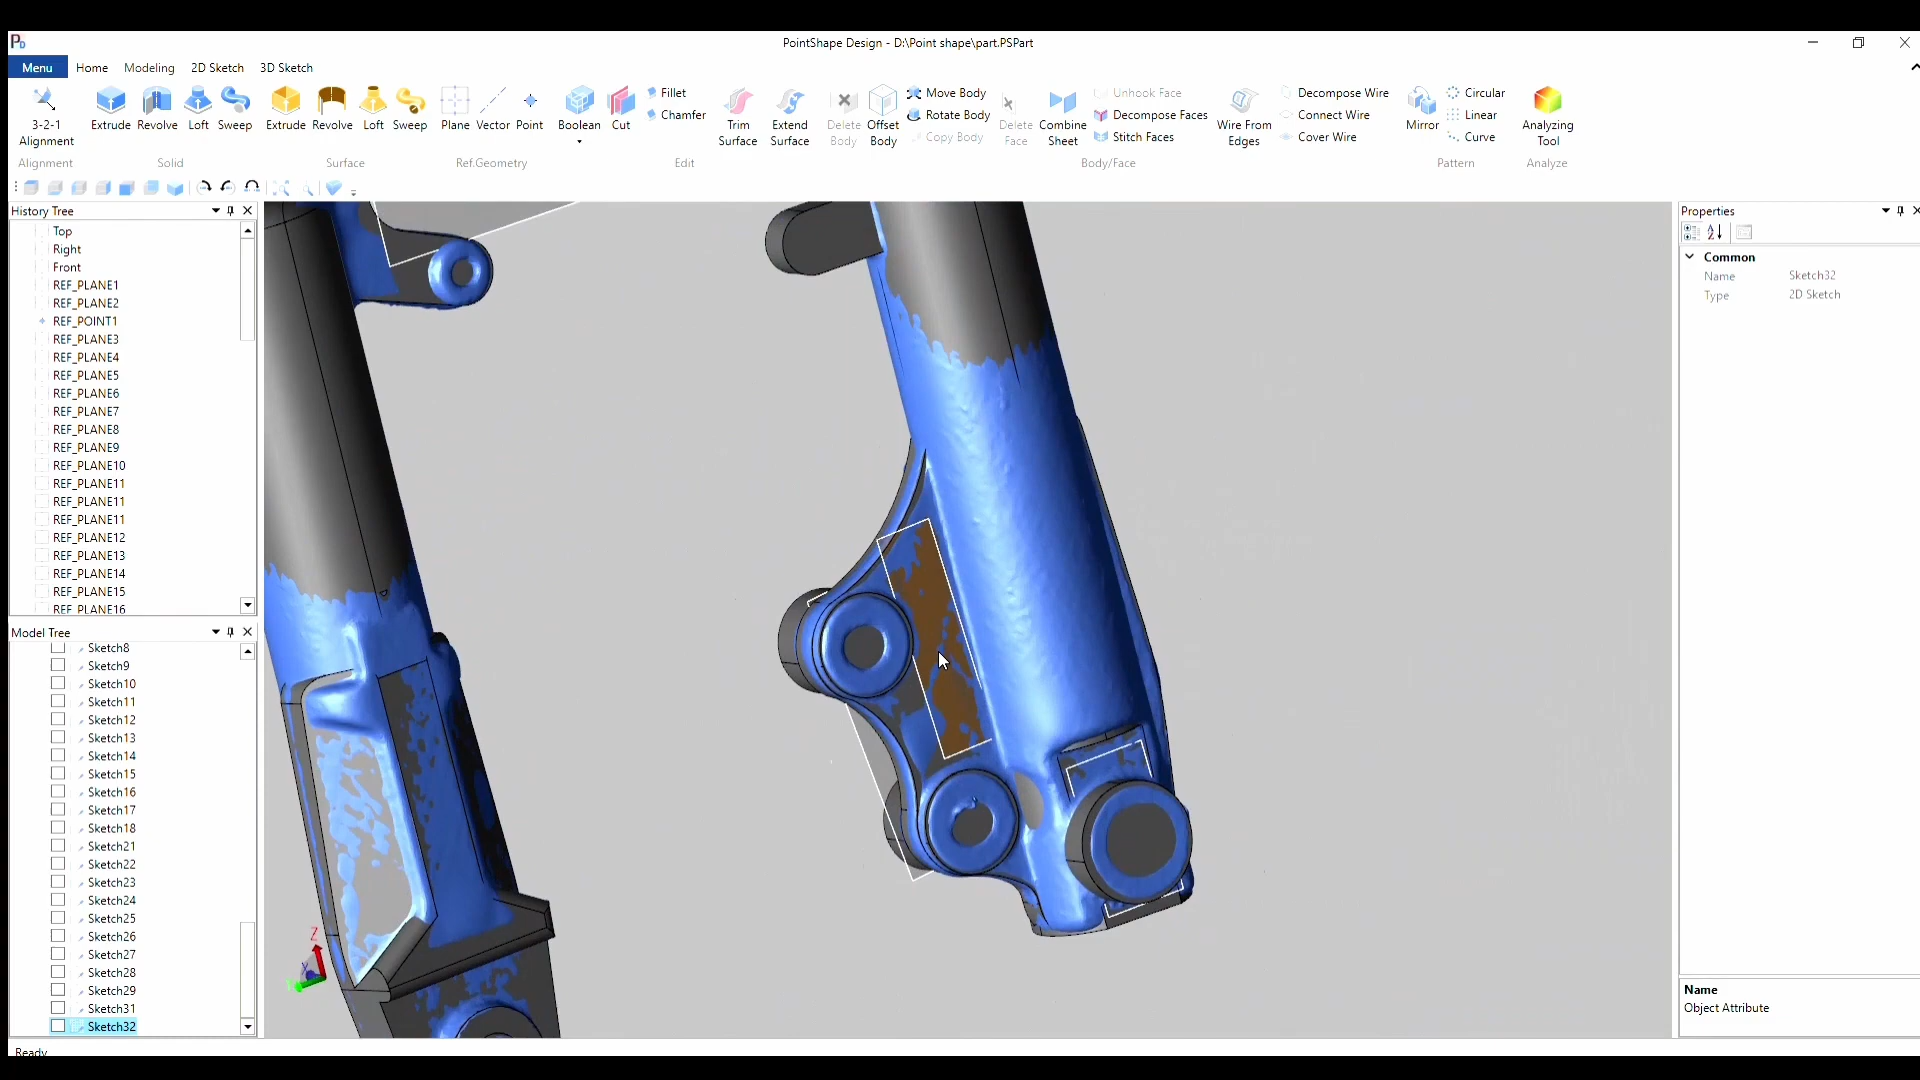 PD
PointShape Design - D:\Point shape\part.PSPart
Menu Home Modeling 2D Sketch 3D Sketch
3-2-1 Alignment
Extrude Revolve Loft Sweep
Extrude Revolve Loft Sweep
Plane Vector Point
Boolean Cut
Fillet
Chamfer
Trim Surface
Extend Surface
Delete Body
Offset Body
Move Body
Rotate Body
Copy Body
Delete Face
Combine Sheet
Unhook Face
Decompose Faces
Stitch Faces
Wire From Edges
Decompose Wire
Connect Wire
Cover Wire
Mirror
Circular
Linear
Curve
Analyzing Tool
Alignment Solid Surface Ref.Geometry Edit Body/Face Pattern Analyze
History Tree
Top
Right
Front
REF_PLANE1
REF_PLANE2
REF_POINT1
REF_PLANE3
REF_PLANE4
REF_PLANE5
REF_PLANE6
REF_PLANE7
REF_PLANE8
REF_PLANE9
REF_PLANE10
REF_PLANE11
REF_PLANE11
REF_PLANE11
REF_PLANE12
REF_PLANE13
REF_PLANE14
REF_PLANE15
REF_PLANE16
Model Tree
Sketch8
Sketch9
Sketch10
Sketch11
Sketch12
Sketch13
Sketch14
Sketch15
Sketch16
Sketch17
Sketch18
Sketch21
Sketch22
Sketch23
Sketch24
Sketch25
Sketch26
Sketch27
Sketch28
Sketch29
Sketch31
Sketch32
Z
Properties
Common
Name Sketch32
Type 2D Sketch
Name
Object Attribute
Ready